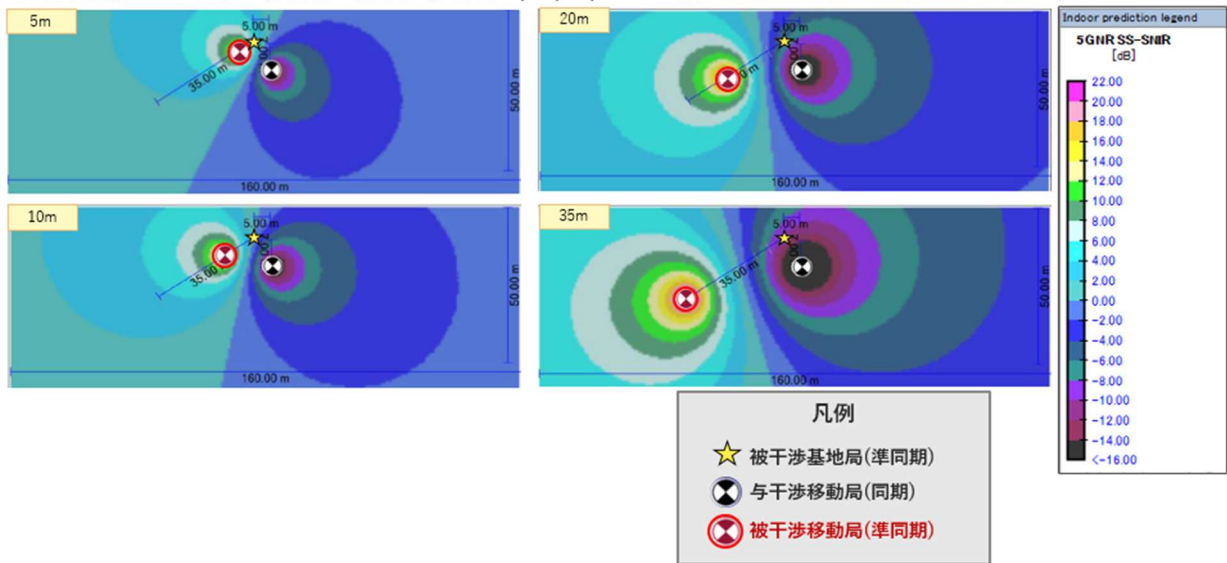 5m
5.00 m
35.00 m
50.00 m
160.00 m
20m
5.00 m
50.00 m
160.00 m
10m
5.00 m
35.00 m
50.00 m
160.00 m
35m
5.00 m
35.00 m
50.00 m
160.00 m
Indoor prediction legend
5GNR SS-SNIR
[dB]
22.00
20.00
16.00
14.00
12.00
10.00
8.00
6.00
4.00
2.00
0.00
-2.00
-4.00
-6.00
-8.00
-10.00
-12.00
-14.00
<-16.00
凡例
被干渉基地局(準同期)
与干渉移動局(同期)
被干渉移動局(準同期)